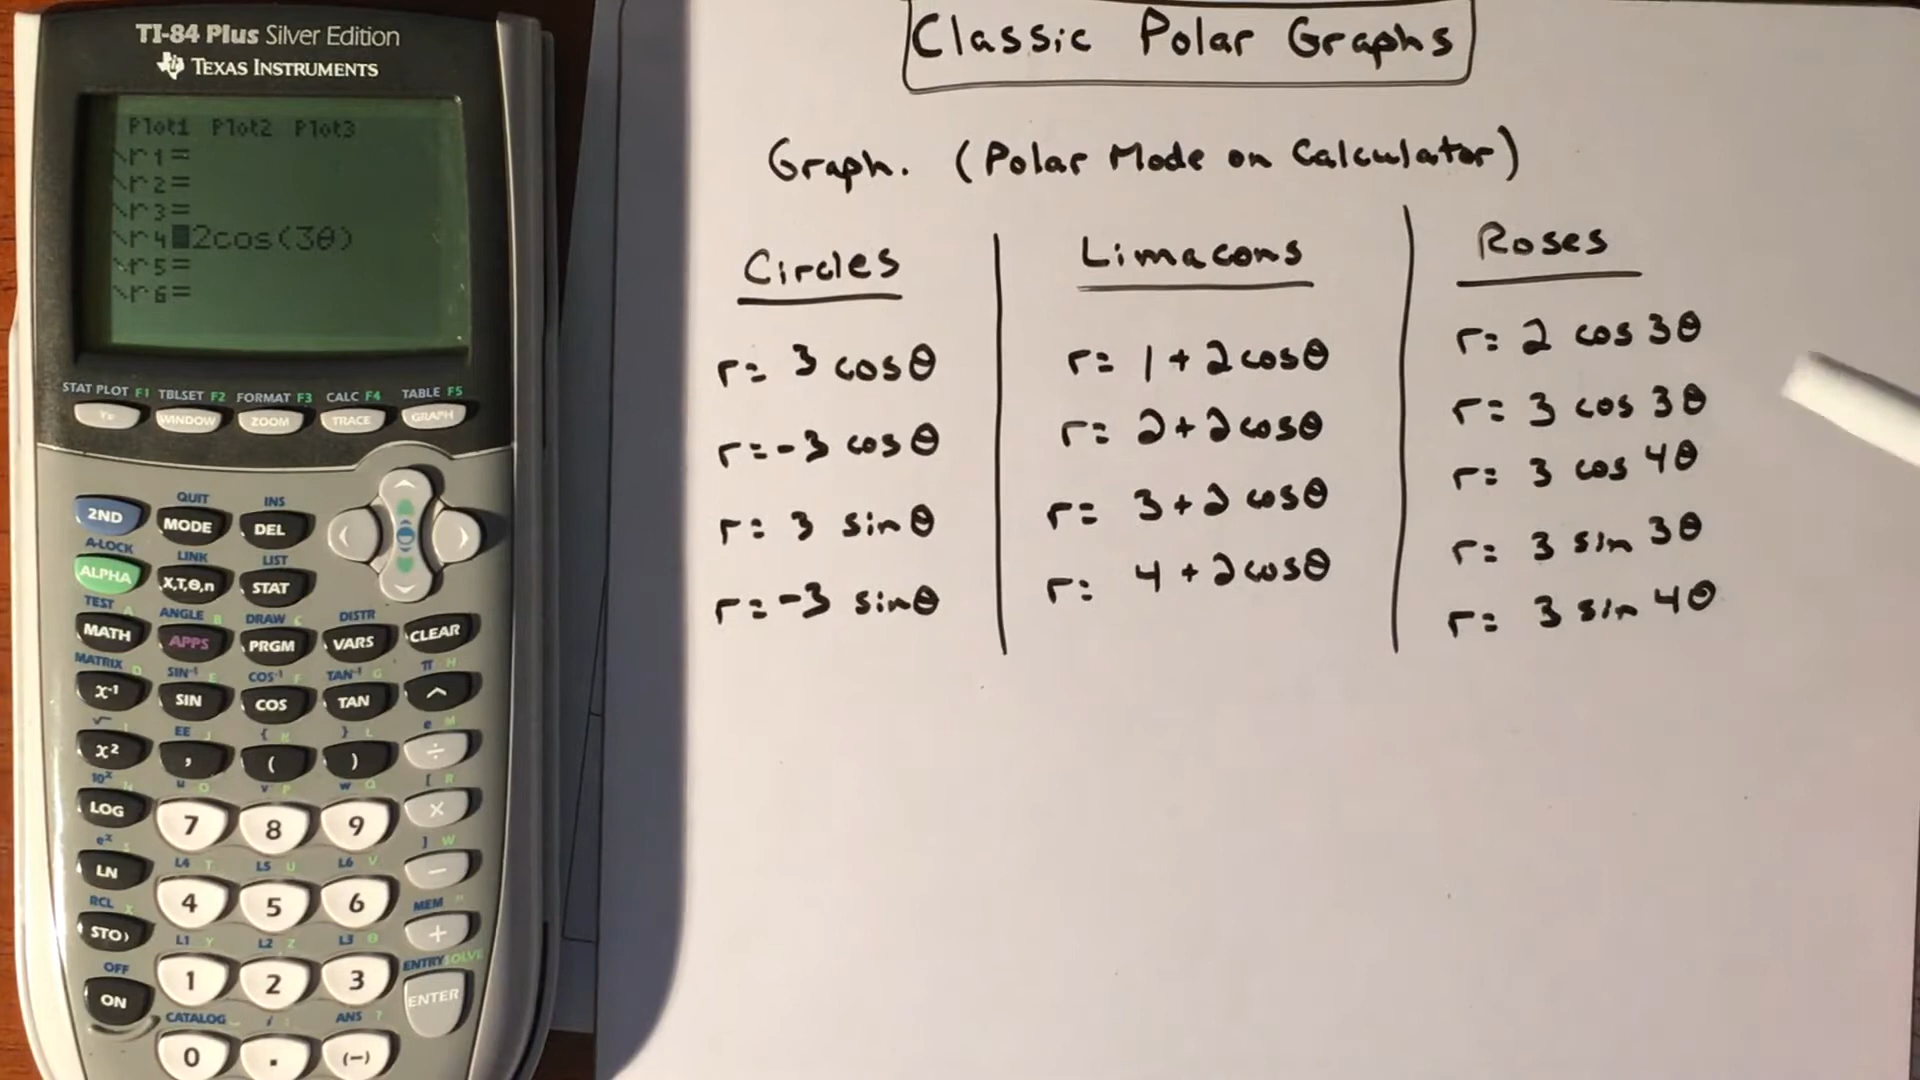 TI-84 Plus Silver Edition
TEXAS INSTRUMENTS
Plot1 Plot2 Plot3
\r1=
\r2=
\r3=
\r4=2cos(3θ)
\r5=
\r6=
STAT PLOT F1 TBLSET F2 FORMAT F3 CALC F4 TABLE F5
Y= WINDOW ZOOM TRACE GRAPH
QUIT INS
2ND MODE DEL
A-LOCK LINK LIST
ALPHA X,T,θ,n STAT
TEST A ANGLE B DRAW C DISTR
MATH APPS PRGM VARS CLEAR
MATRIX D SIN-1 E COS-1 F TAN-1 G π H
x-1 SIN COS TAN ^
√ I EE J { K } L e M
x² , ( ) ÷
10x N u O v P w Q [ R
LOG 7 8 9 ×
ex S L4 T L5 U L6 V ] W
LN 4 5 6 −
RCL X L1 Y L2 Z L3 θ MEM "
STO› 1 2 3 +
OFF CATALOG i : ANS ? ENTRY SOLVE
ON 0 . (−) ENTER
Classic Polar Graphs
Graph. (Polar Mode on Calculator)
Circles
r= 3 cosθ
r=-3 cosθ
r= 3 sinθ
r=-3 sinθ
Limacons
r= 1+2cosθ
r= 2+2cosθ
r= 3+2cosθ
r= 4+2cosθ
Roses
r= 2 cos 3θ
r= 3 cos 3θ
r= 3 cos 4θ
r= 3 sin 3θ
r= 3 sin 4θ